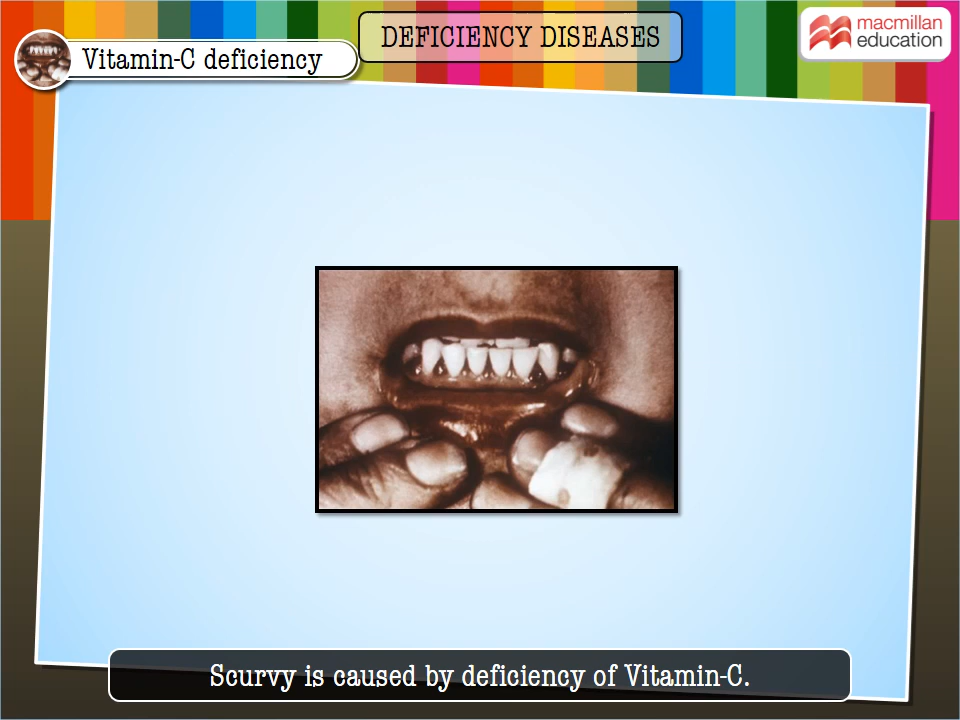 DEFICIENCY DISEASES
macmillan
education
Vitamin-C deficiency
Scurvy is caused by deficiency of Vitamin-C.